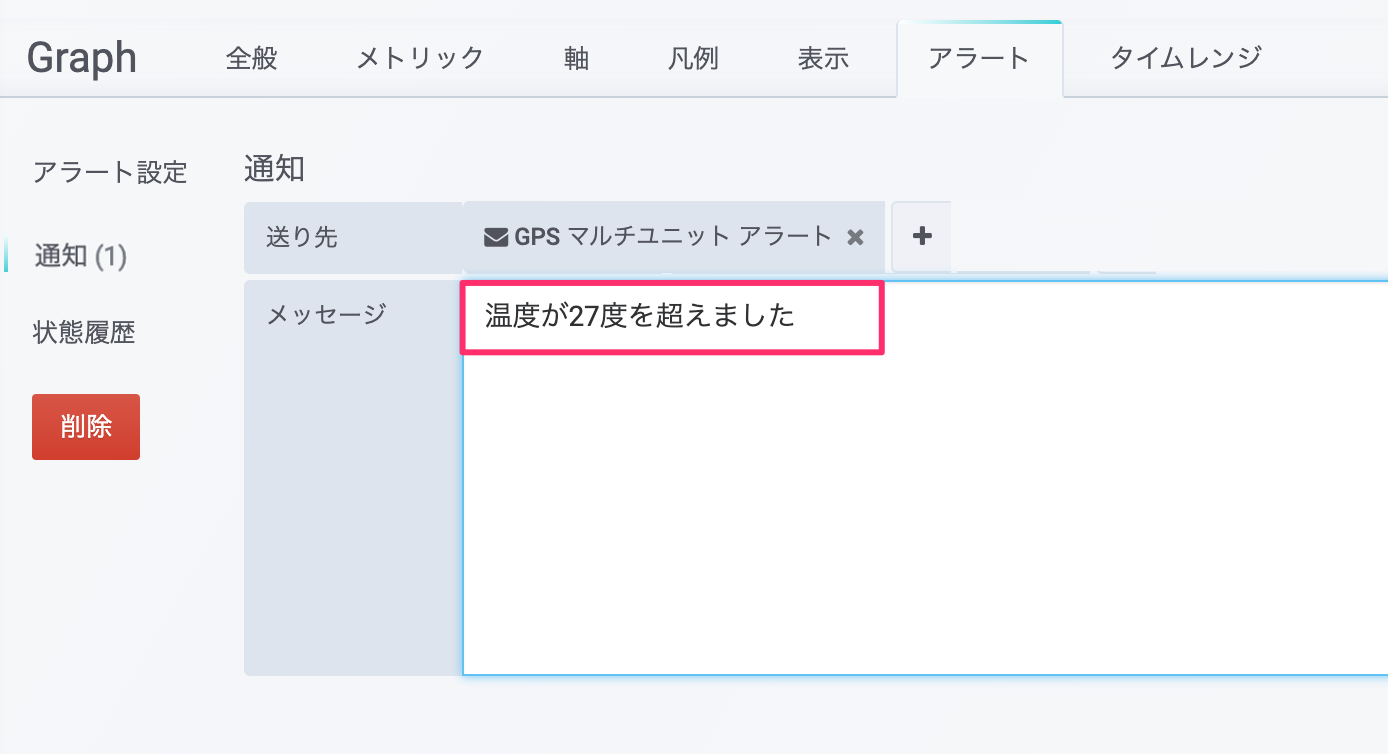 Graph 全般 メトリック 軸 凡例 表示 アラート タイムレンジ
アラート設定
通知 (1)
状態履歴
削除
通知
送り先 GPS マルチユニット アラート
メッセージ 温度が27度を超えました